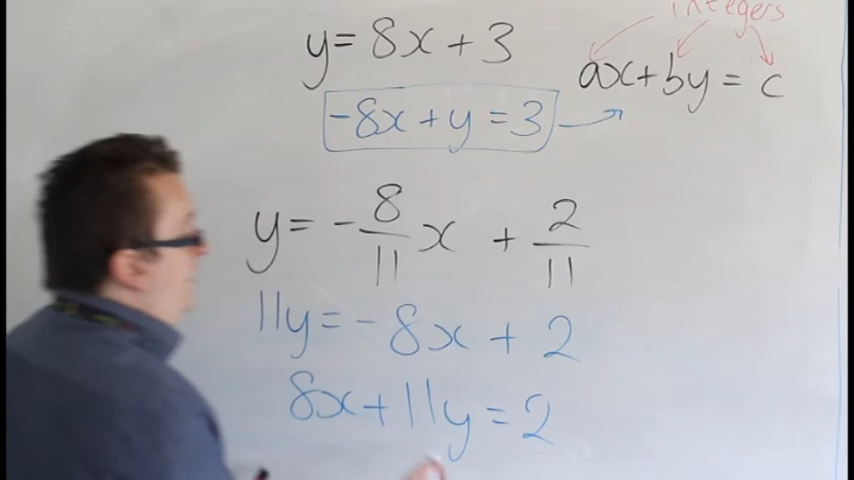 integers
y = 8x + 3
ax + by = c
-8x + y = 3
y = -8/11 x + 2/11
11y = -8x + 2
8x + 11y = 2